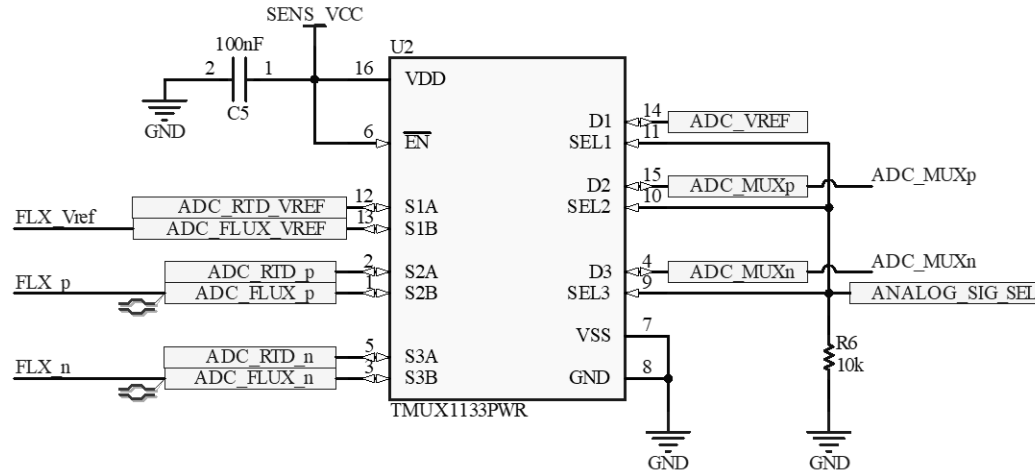 SENS_VCC
U2
100nF
2
1
16
VDD
C5
GND
6
EN
14
D1
ADC_VREF
11
SEL1
15
D2
ADC_MUXp
ADC_MUXp
10
SEL2
12
ADC_RTD_VREF
S1A
FLX_Vref
ADC_FLUX_VREF
13
S1B
ADC_RTD_p
2
S2A
FLX_p
ADC_FLUX_p
1
S2B
4
D3
ADC_MUXn
ADC_MUXn
9
SEL3
ANALOG_SIG_SEL
VSS
7
ADC_RTD_n
5
S3A
FLX_n
ADC_FLUX_n
3
S3B
GND
8
R6
10k
TMUX1133PWR
GND
GND